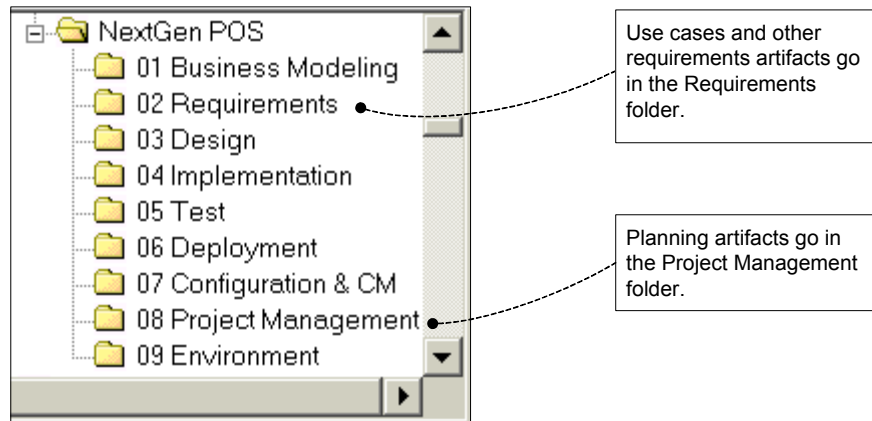 NextGen POS
01 Business Modeling
02 Requirements
03 Design
04 Implementation
05 Test
06 Deployment
07 Configuration & CM
08 Project Management
09 Environment
Use cases and other
requirements artifacts go
in the Requirements
folder.
Planning artifacts go in
the Project Management
folder.